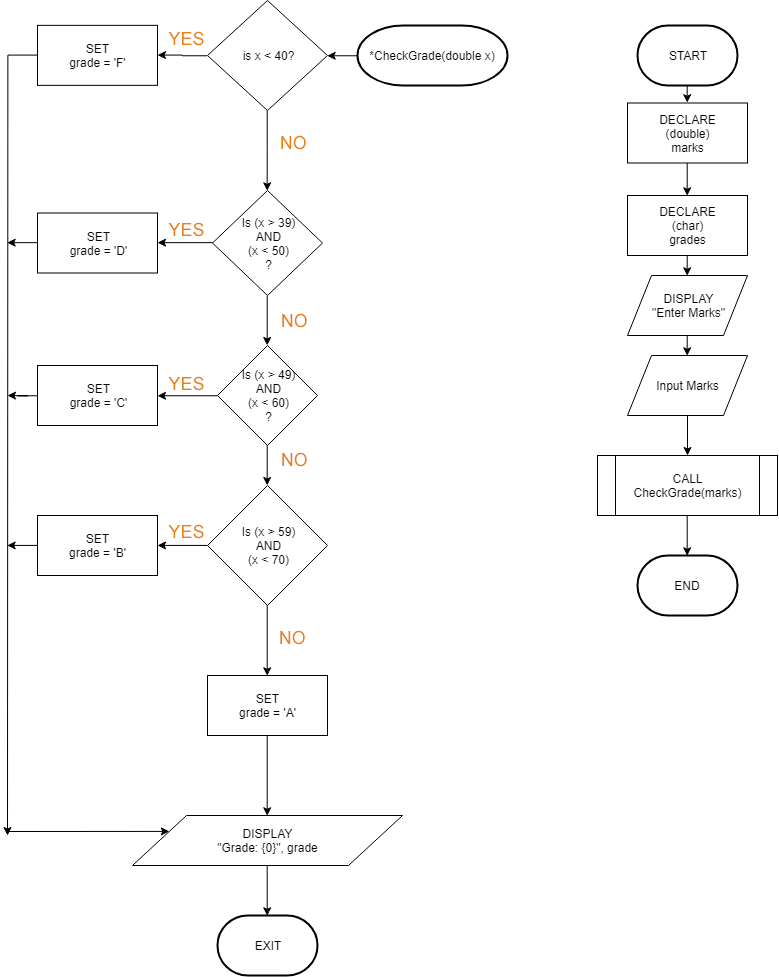 *CheckGrade(double x)
is x < 40?
YES
SET
grade = 'F'
NO
Is (x > 39)
AND
(x < 50)
?
YES
SET
grade = 'D'
NO
Is (x > 49)
AND
(x < 60)
?
YES
SET
grade = 'C'
NO
Is (x > 59)
AND
(x < 70)
YES
SET
grade = 'B'
NO
SET
grade = 'A'
DISPLAY
"Grade: {0}", grade
EXIT
START
DECLARE
(double)
marks
DECLARE
(char)
grades
DISPLAY
"Enter Marks"
Input Marks
CALL
CheckGrade(marks)
END